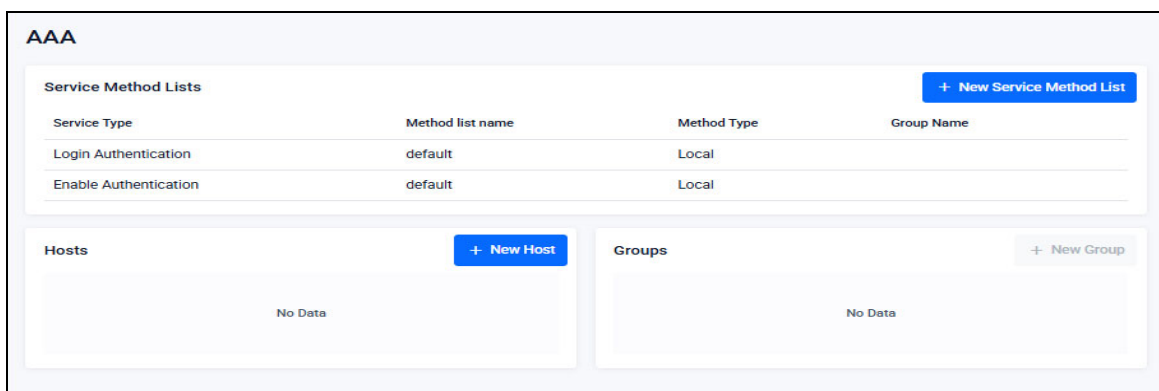 AAA
Service Method Lists
+ New Service Method List
Service Type Method list name Method Type Group Name
Login Authentication default Local
Enable Authentication default Local
Hosts
+ New Host
No Data
Groups
+ New Group
No Data